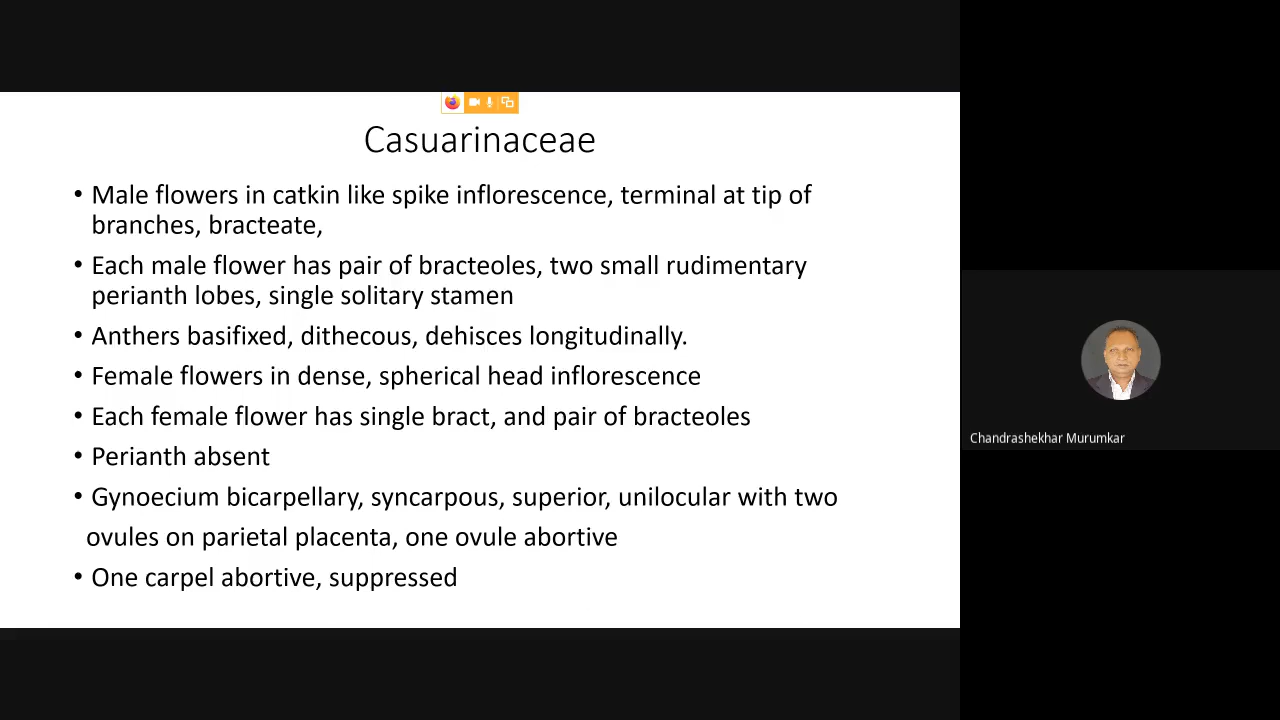 Casuarinaceae
• Male flowers in catkin like spike inflorescence, terminal at tip of
branches, bracteate,
• Each male flower has pair of bracteoles, two small rudimentary
perianth lobes, single solitary stamen
• Anthers basifixed, dithecous, dehisces longitudinally.
• Female flowers in dense, spherical head inflorescence
• Each female flower has single bract, and pair of bracteoles
• Perianth absent
• Gynoecium bicarpellary, syncarpous, superior, unilocular with two
ovules on parietal placenta, one ovule abortive
• One carpel abortive, suppressed
Chandrashekhar Murumkar